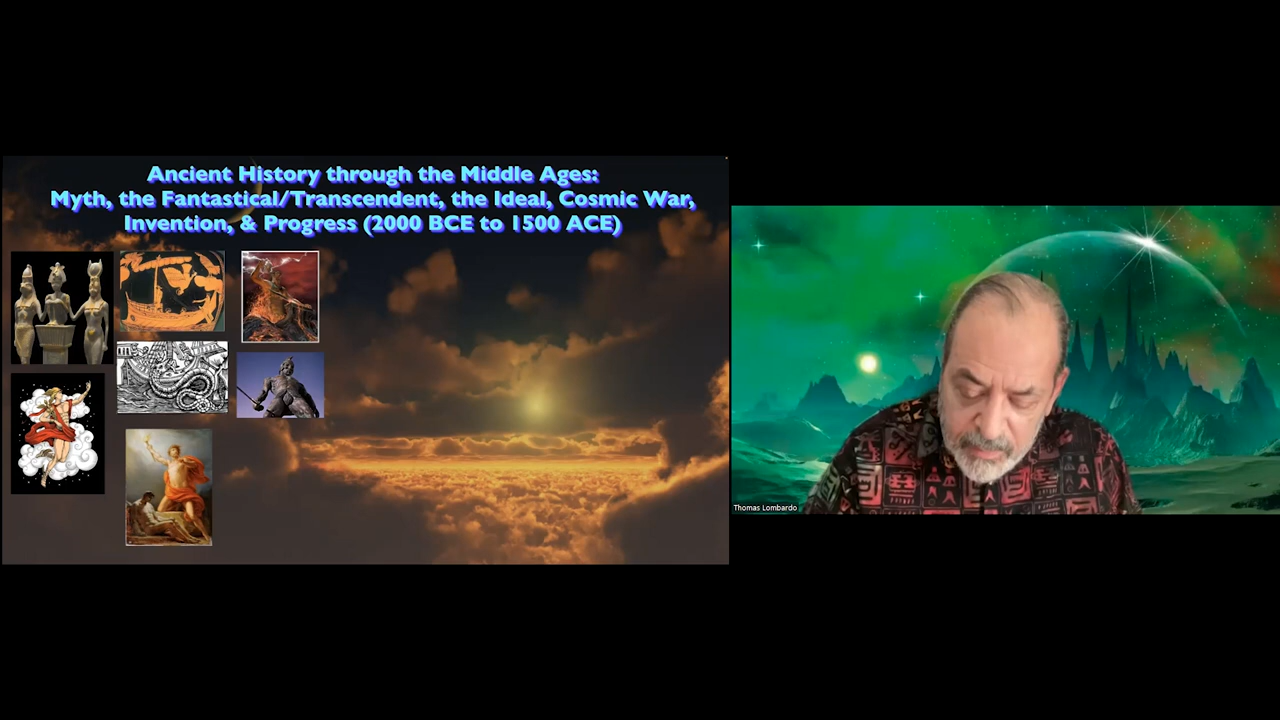 Ancient History through the Middle Ages:
Myth, the Fantastical/Transcendent, the Ideal, Cosmic War,
Invention, & Progress (2000 BCE to 1500 ACE)
Thomas Lombardo